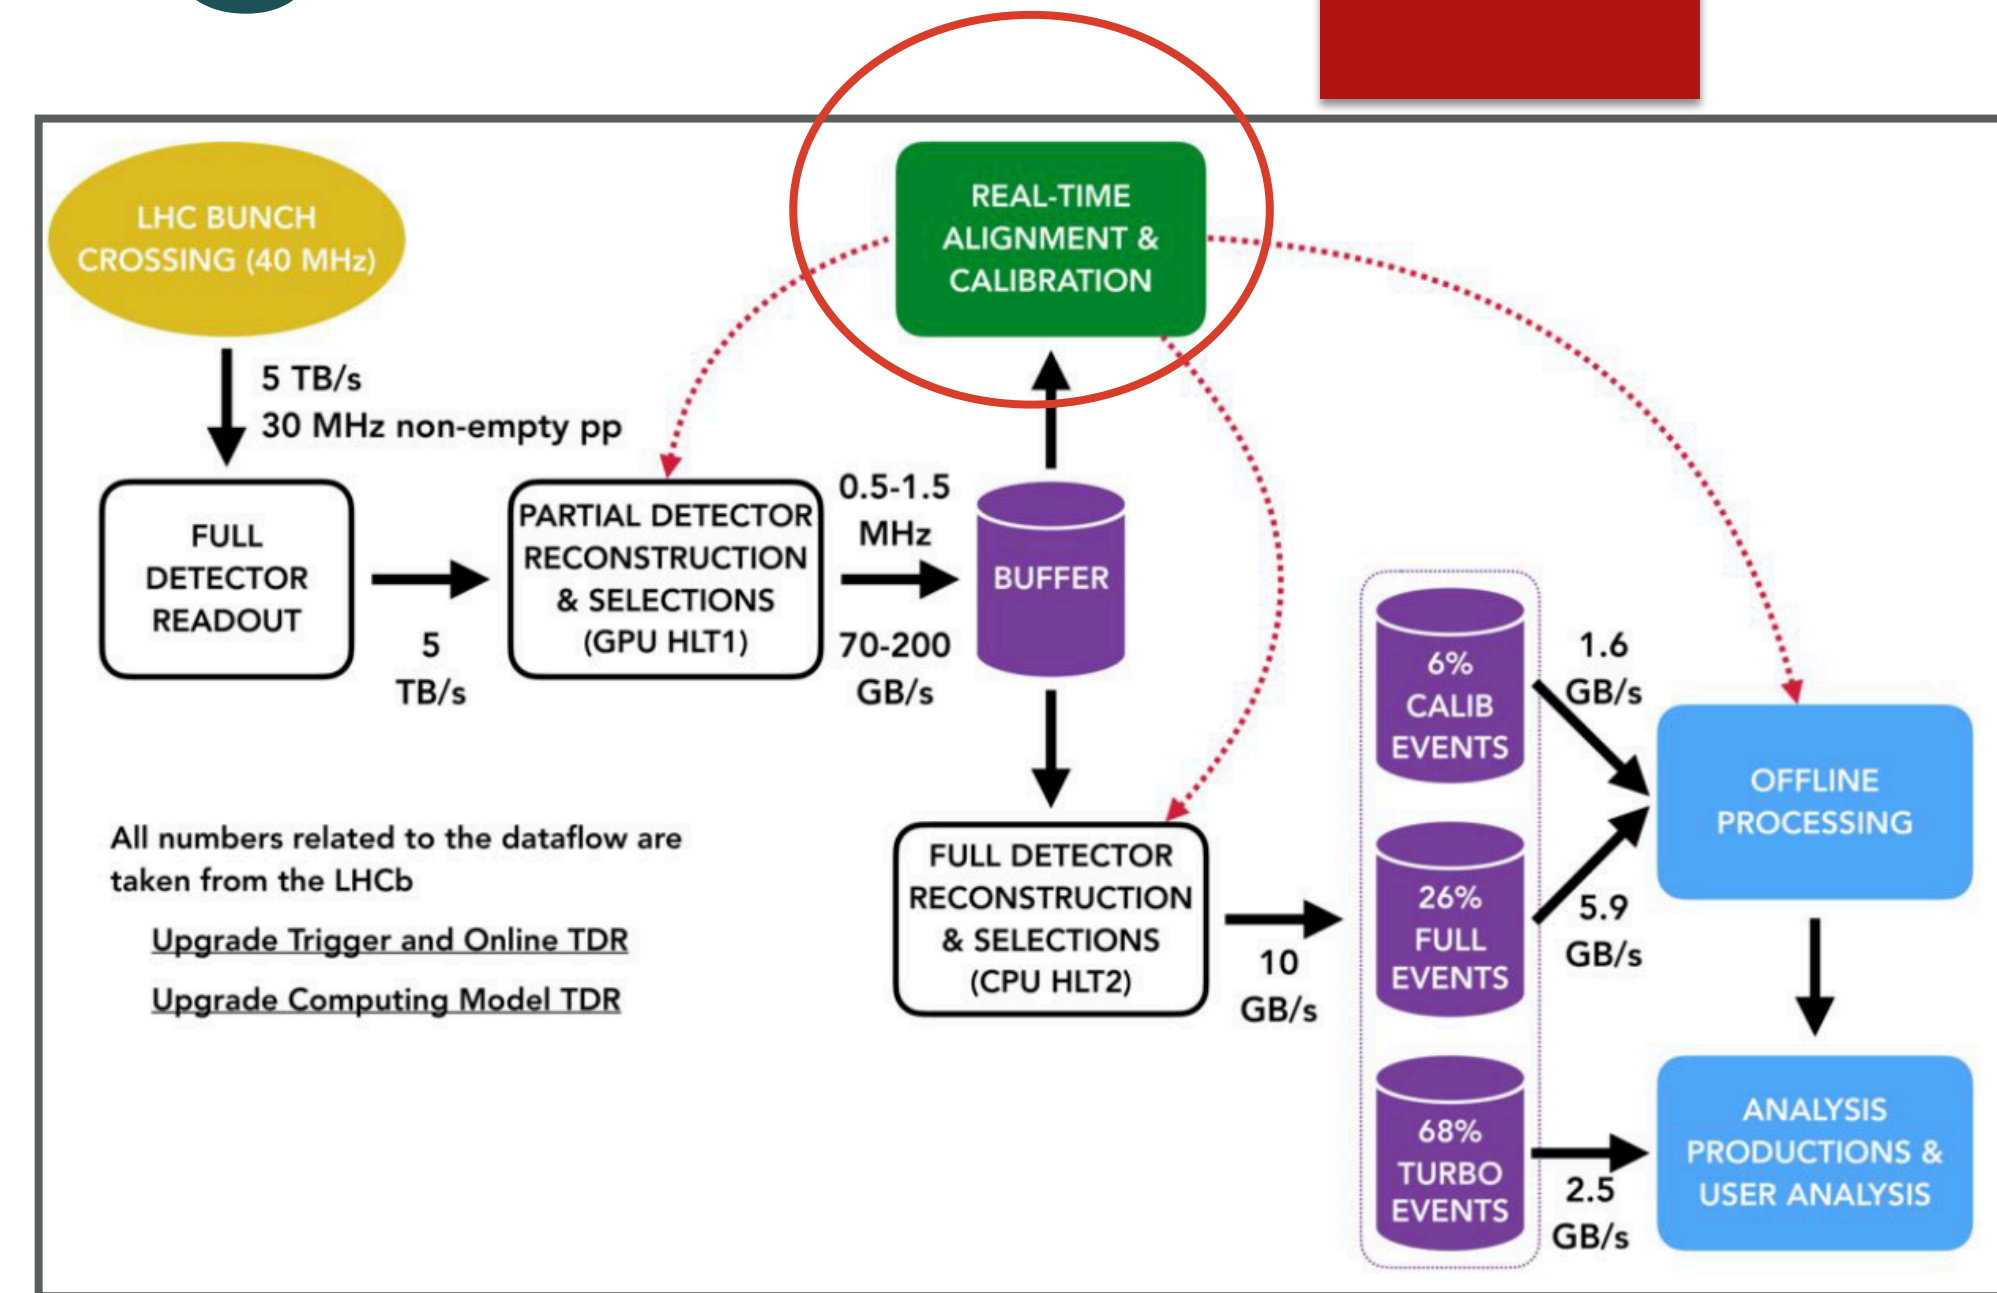 LHC BUNCH
CROSSING (40 MHz)
REAL-TIME
ALIGNMENT &
CALIBRATION
5 TB/s
30 MHz non-empty pp
FULL
DETECTOR
READOUT
5
TB/s
PARTIAL DETECTOR
RECONSTRUCTION
& SELECTIONS
(GPU HLT1)
0.5-1.5
MHz
70-200
GB/s
BUFFER
All numbers related to the dataflow are
taken from the LHCb
Upgrade Trigger and Online TDR
Upgrade Computing Model TDR
FULL DETECTOR
RECONSTRUCTION
& SELECTIONS
(CPU HLT2)
10
GB/s
6%
CALIB
EVENTS
1.6
GB/s
26%
FULL
EVENTS
5.9
GB/s
68%
TURBO
EVENTS
2.5
GB/s
OFFLINE
PROCESSING
ANALYSIS
PRODUCTIONS &
USER ANALYSIS